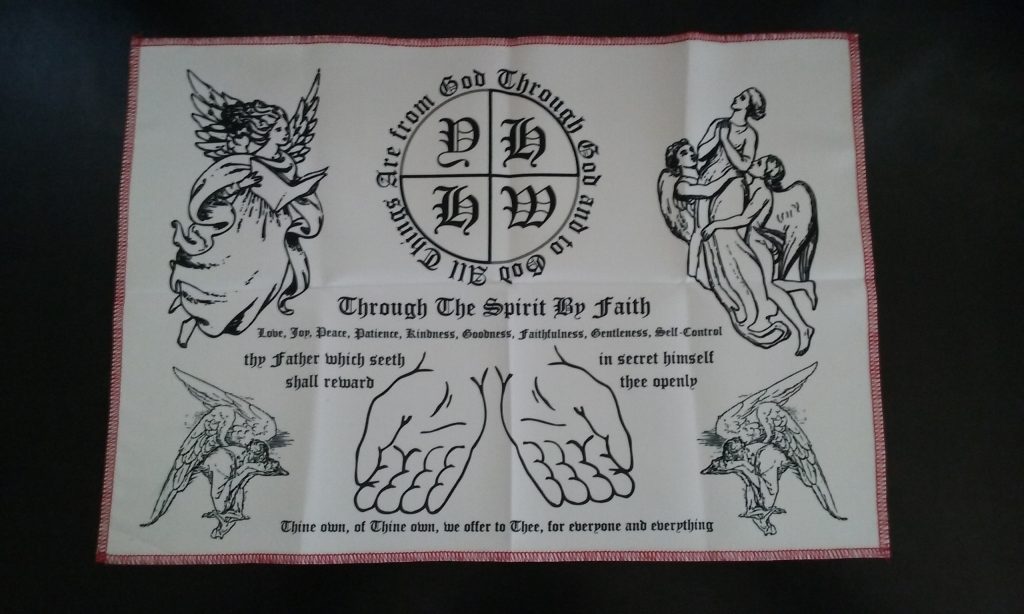 Are from God Through God and to God All Things
Y H
H W
Through The Spirit By Faith
Love, Joy, Peace, Patience, Kindness, Goodness, Faithfulness, Gentleness, Self-Control
thy Father which seeth in secret himself
shall reward thee openly
Thine own, of Thine own, we offer to Thee, for everyone and everything